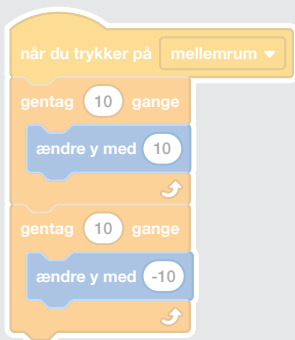 når du trykker på mellemrum
gentag 10 gange
ændre y med 10
gentag 10 gange
ændre y med -10